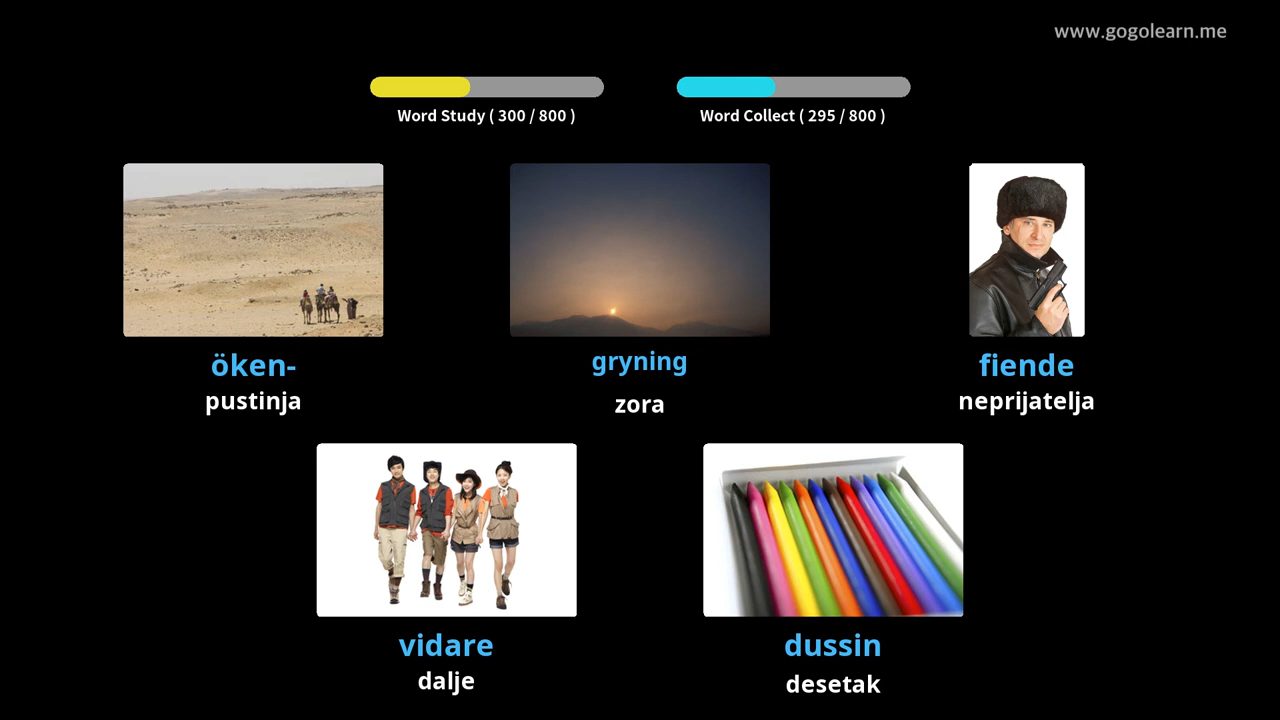 www.gogolearn.me
Word Study ( 300 / 800 )
Word Collect ( 295 / 800 )
öken-
pustinja
gryning
zora
fiende
neprijatelja
vidare
dalje
dussin
desetak